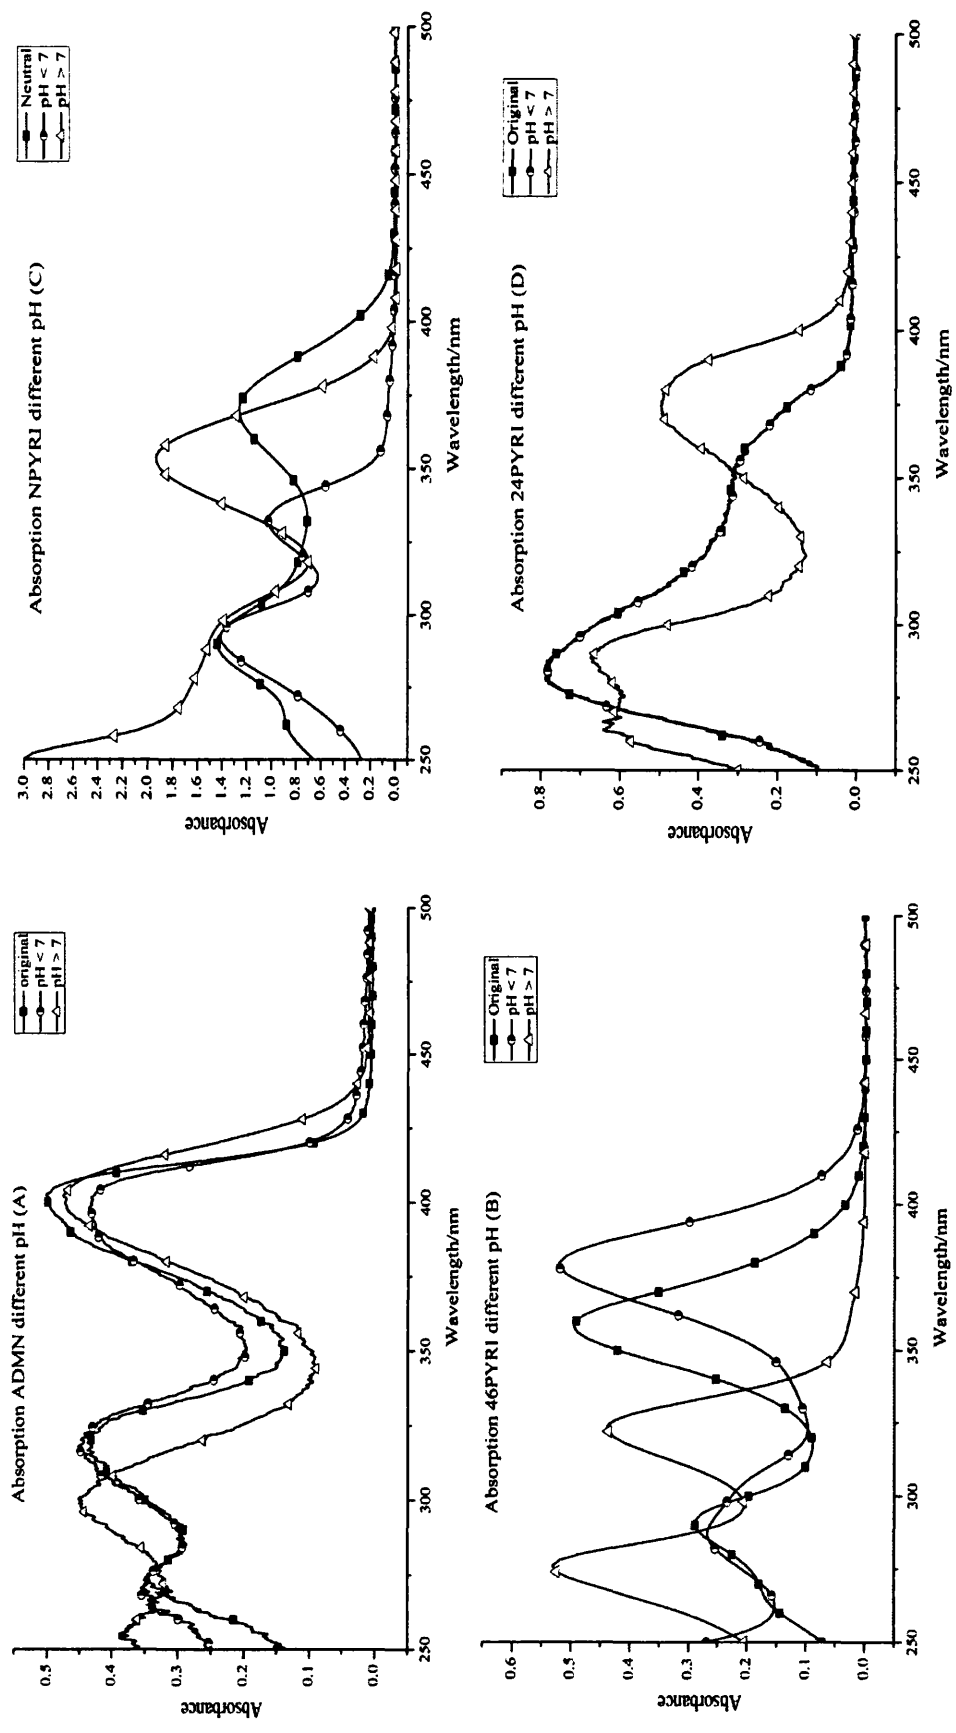 Absorption ADMN different pH (A)
original
pH < 7
pH > 7
Absorbance
0.5
0.4
0.3
0.2
0.1
0.0
250
300
350
400
450
500
Wavelength/nm
Absorption NPYRI different pH (C)
Neutral
pH < 7
pH > 7
Absorbance
3.0
2.8
2.6
2.4
2.2
2.0
1.8
1.6
1.4
1.2
1.0
0.8
0.6
0.4
0.2
0.0
250
300
350
400
450
500
Wavelength/nm
Absorption 46PYRI different pH (B)
Original
pH < 7
pH > 7
Absorbance
0.6
0.5
0.4
0.3
0.2
0.1
0.0
250
300
350
400
450
500
Wavelength/nm
Absorption 24PYRI different pH (D)
Original
pH < 7
pH > 7
Absorbance
0.8
0.6
0.4
0.2
0.0
250
300
350
400
450
500
Wavelength/nm